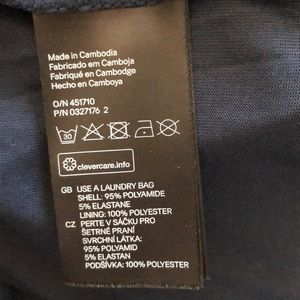 Made in Cambodia
Fabricado em Camboja
Fabriqué en Cambodge
Hecho en Camboya
O/N 451710
P/N 0327176 2
30
clevercare.info
GB USE A LAUNDRY BAG
SHELL: 95% POLYAMIDE
5% ELASTANE
LINING: 100% POLYESTER
CZ PERTE V SÁČKU PRO
ŠETRNÉ PRANÍ
SVRCHNÍ LÁTKA:
95% POLYAMID
5% ELASTAN
PODŠÍVKA: 100% POLYESTER